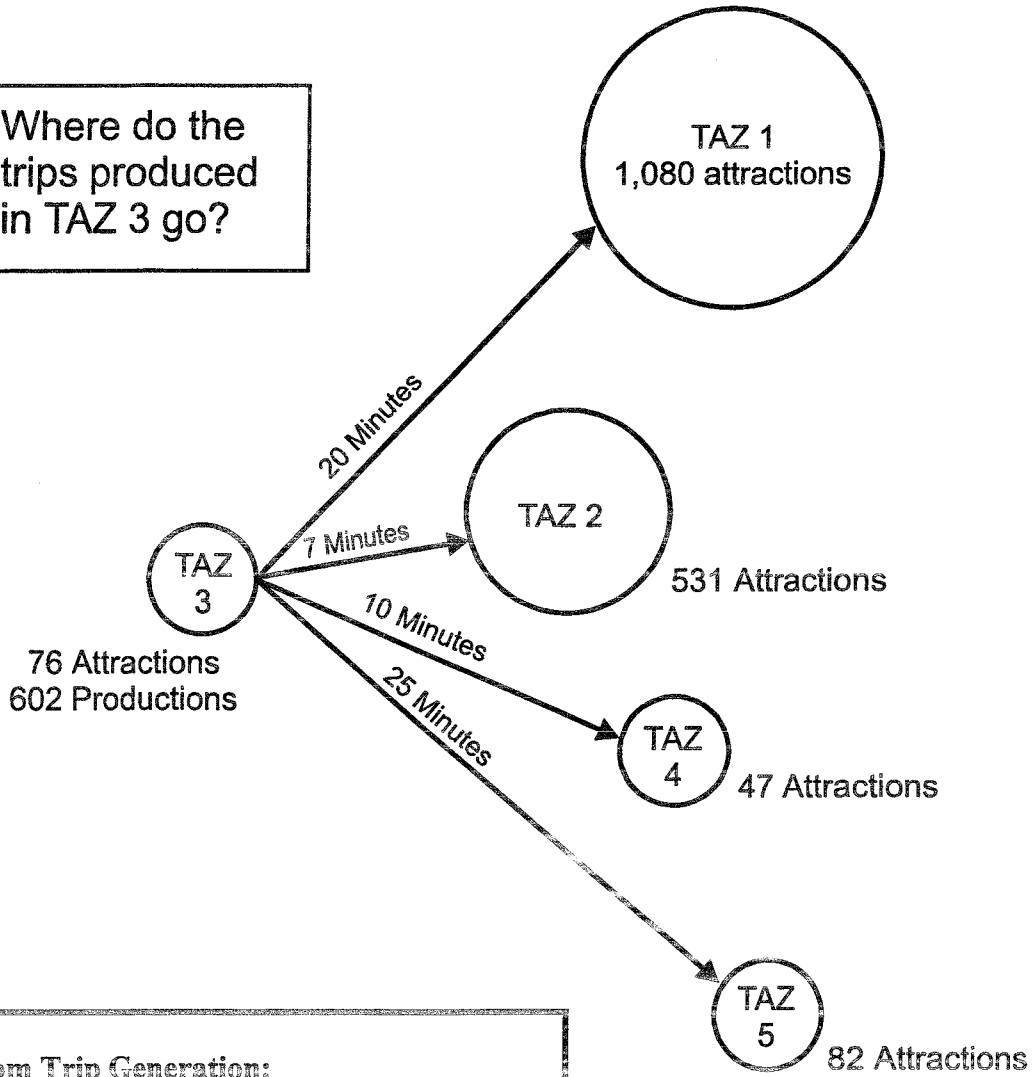 Where do the
trips produced
in TAZ 3 go?
TAZ 1
1,080 attractions
20 Minutes
TAZ 2
7 Minutes
531 Attractions
TAZ
3
10 Minutes
76 Attractions
602 Productions
25 Minutes
TAZ
4
47 Attractions
TAZ
5
82 Attractions
Trip Generation: